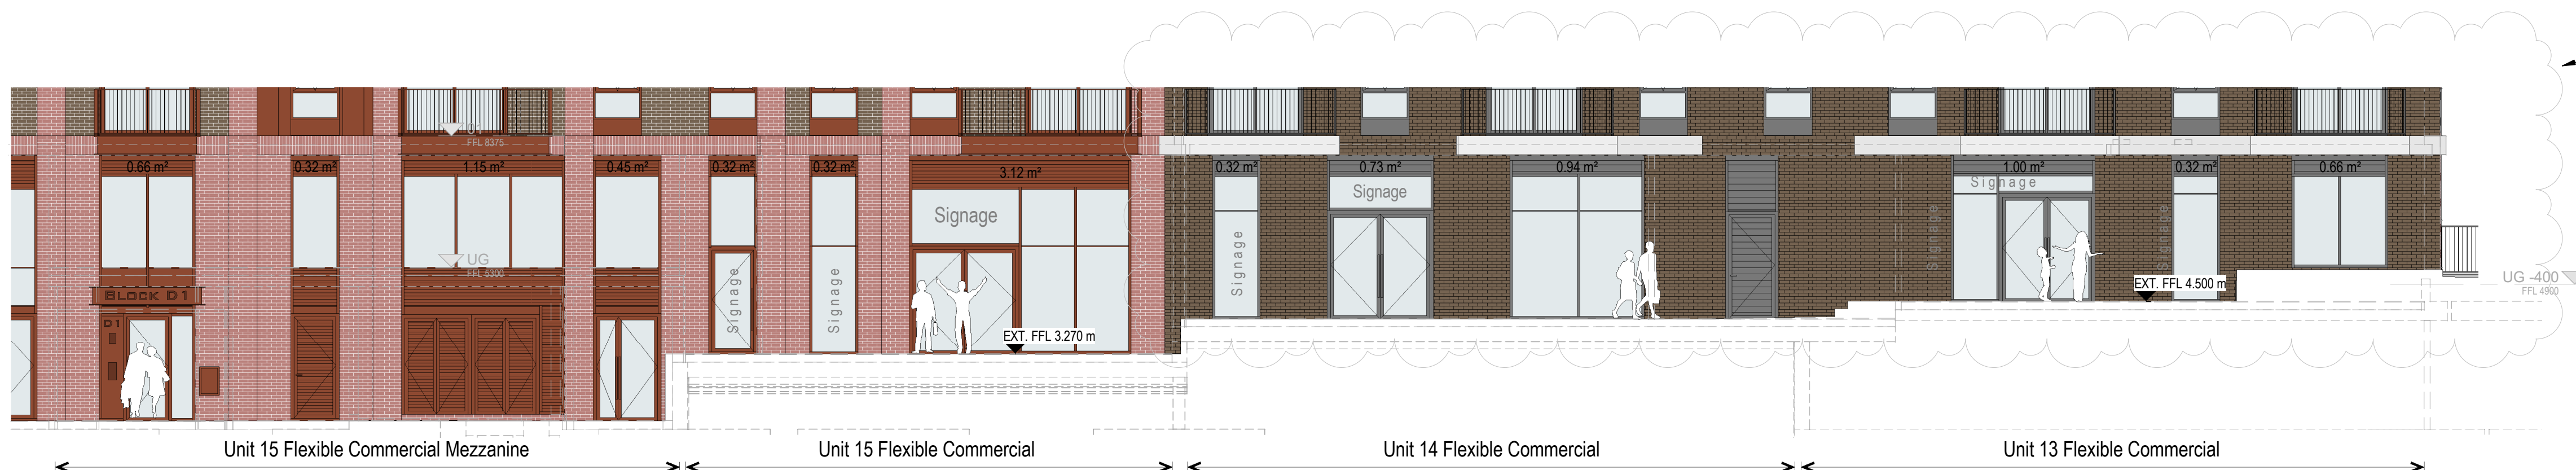 01
FFL 8375
0.66 m²
0.32 m²
1.15 m²
0.45 m²
0.32 m²
0.32 m²
3.12 m²
0.32 m²
0.73 m²
0.94 m²
1.00 m²
0.32 m²
0.66 m²
Signage
Signage
Signage
Signage
Signage
Signage
Signage
Signage
Signage
UG
FFL 5300
BLOCK D1
D1
EXT. FFL 3.270 m
EXT. FFL 4.500 m
UG -400
FFL 4900
Unit 15 Flexible Commercial Mezzanine
Unit 15 Flexible Commercial
Unit 14 Flexible Commercial
Unit 13 Flexible Commercial